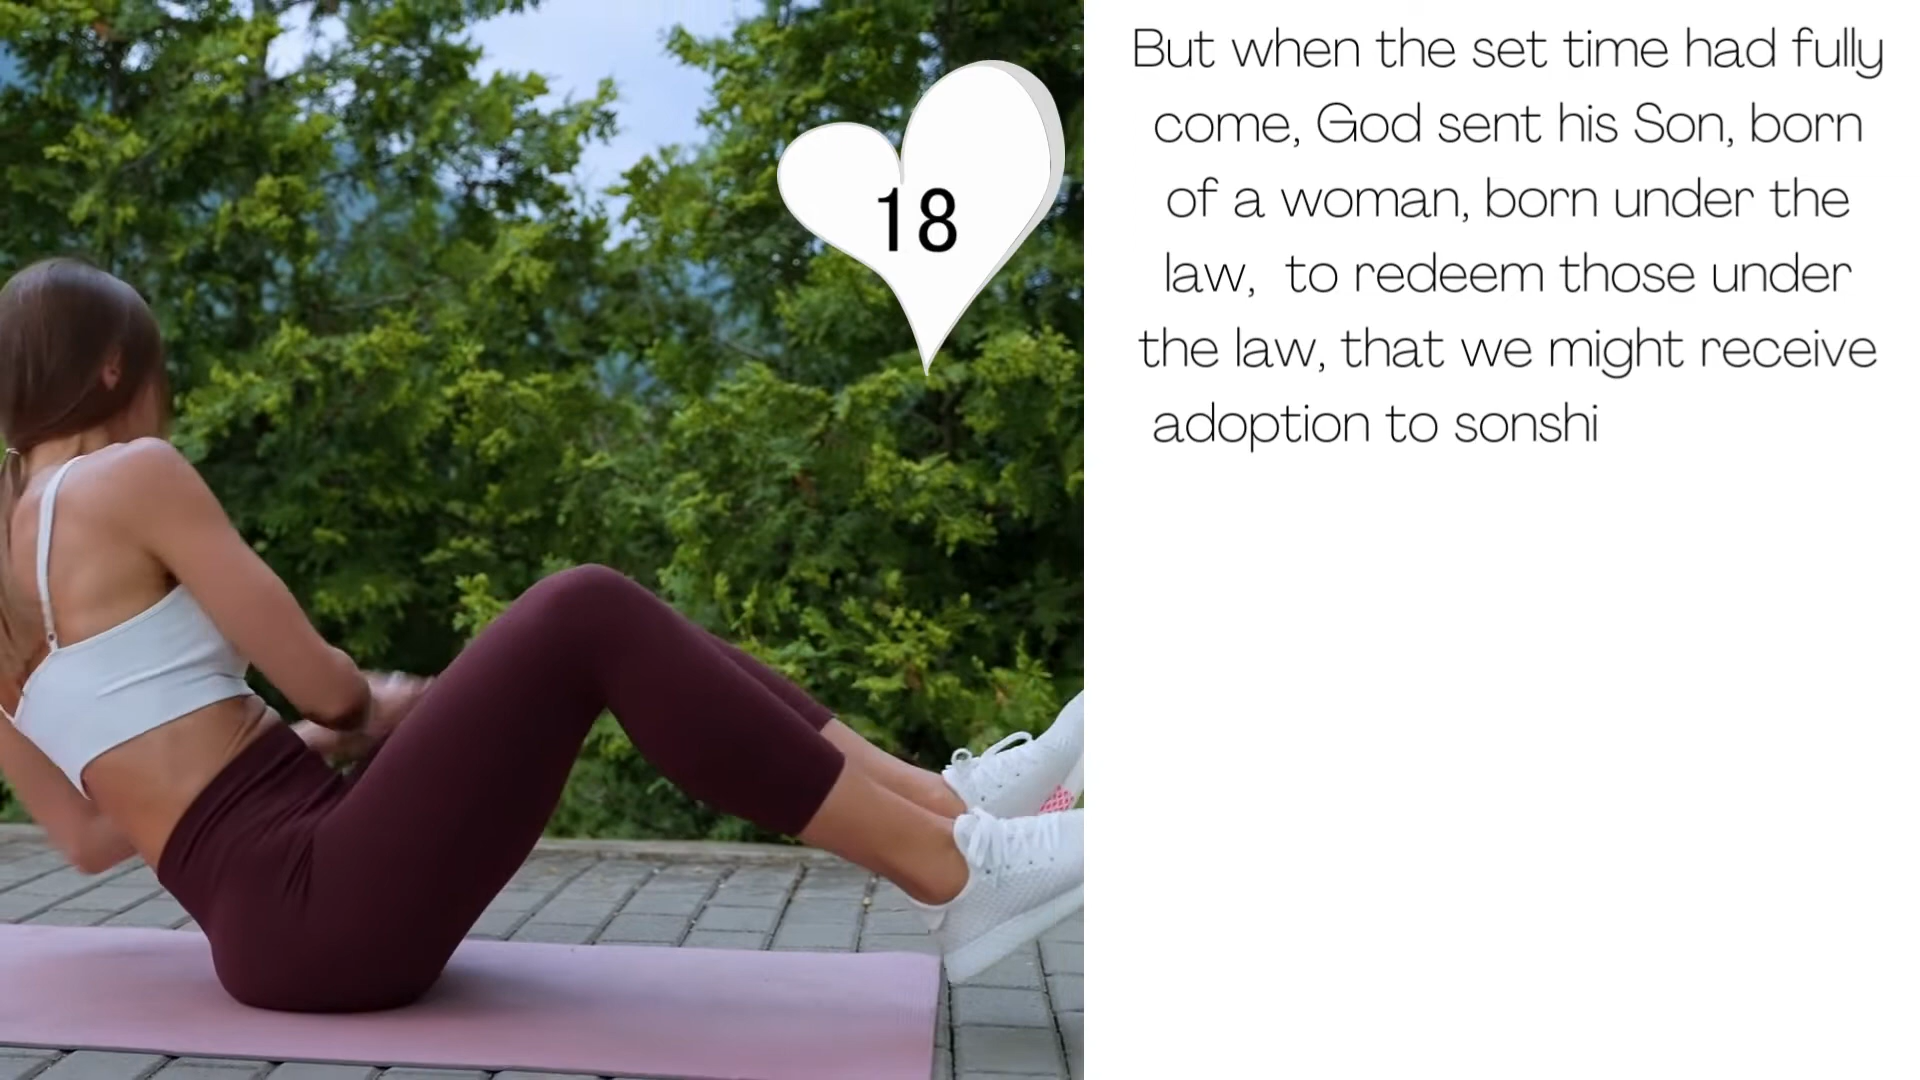 18
But when the set time had fully
come, God sent his Son, born
of a woman, born under the
law,  to redeem those under
the law, that we might receive
adoption to sonshi